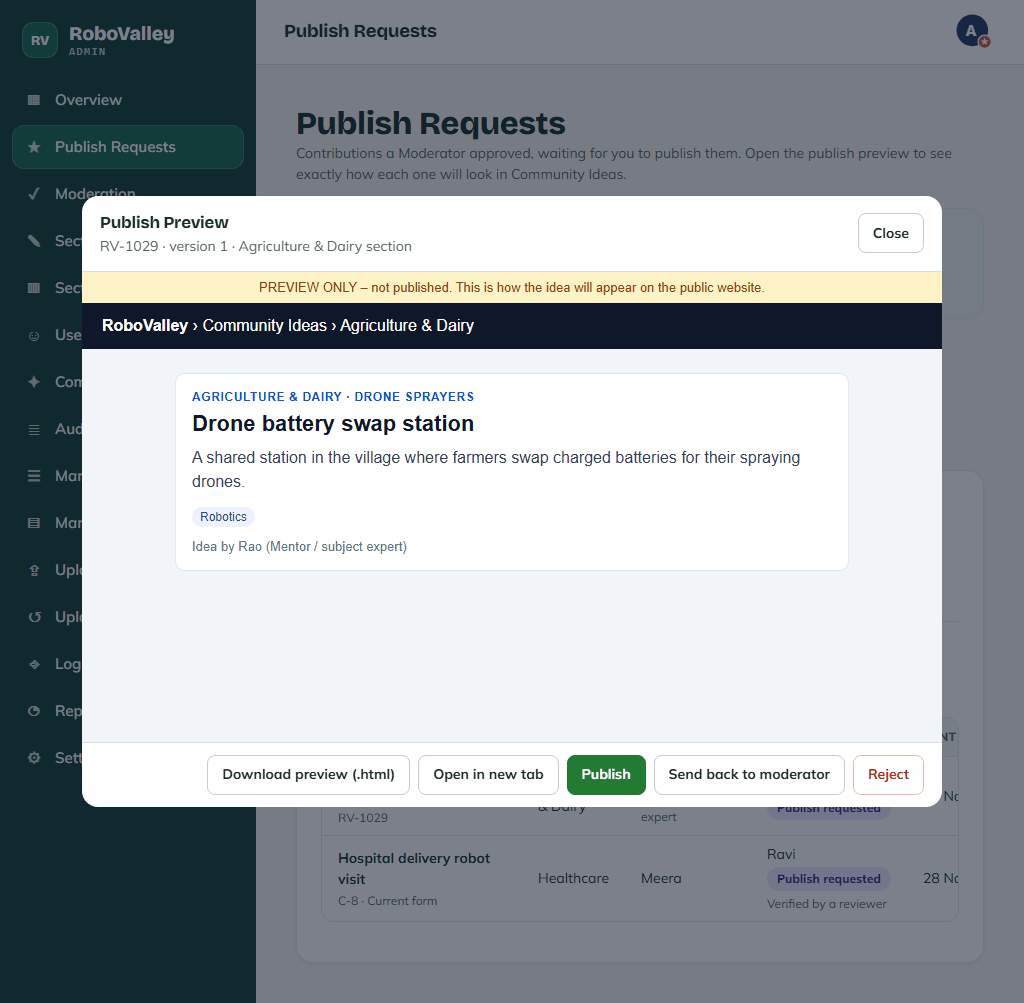 RV
RoboValley
ADMIN
Publish Requests
A
Overview
Publish Requests
Moderation
Publish Requests
Contributions a Moderator approved, waiting for you to publish them. Open the publish preview to see
exactly how each one will look in Community Ideas.
Publish Preview
RV-1029 · version 1 · Agriculture & Dairy section
Close
PREVIEW ONLY – not published. This is how the idea will appear on the public website.
RoboValley › Community Ideas › Agriculture & Dairy
AGRICULTURE & DAIRY · DRONE SPRAYERS
Drone battery swap station
A shared station in the village where farmers swap charged batteries for their spraying
drones.
Robotics
Idea by Rao (Mentor / subject expert)
Download preview (.html)
Open in new tab
Publish
Send back to moderator
Reject
& Dairy
Publish requested
RV-1029
expert
Hospital delivery robot
visit
C-8 · Current form
Healthcare
Meera
Ravi
Publish requested
Verified by a reviewer
28